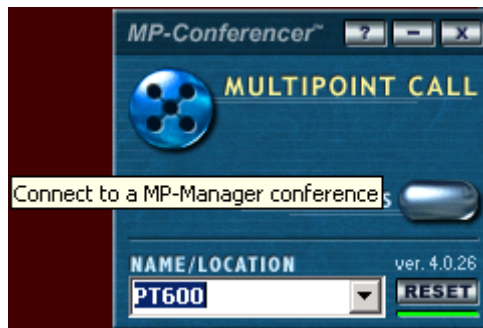 MP-Conferencer™ ? – X
MULTIPOINT CALL
Connect to a MP-Manager conference
NAME/LOCATION ver. 4.0.26
PT600 RESET